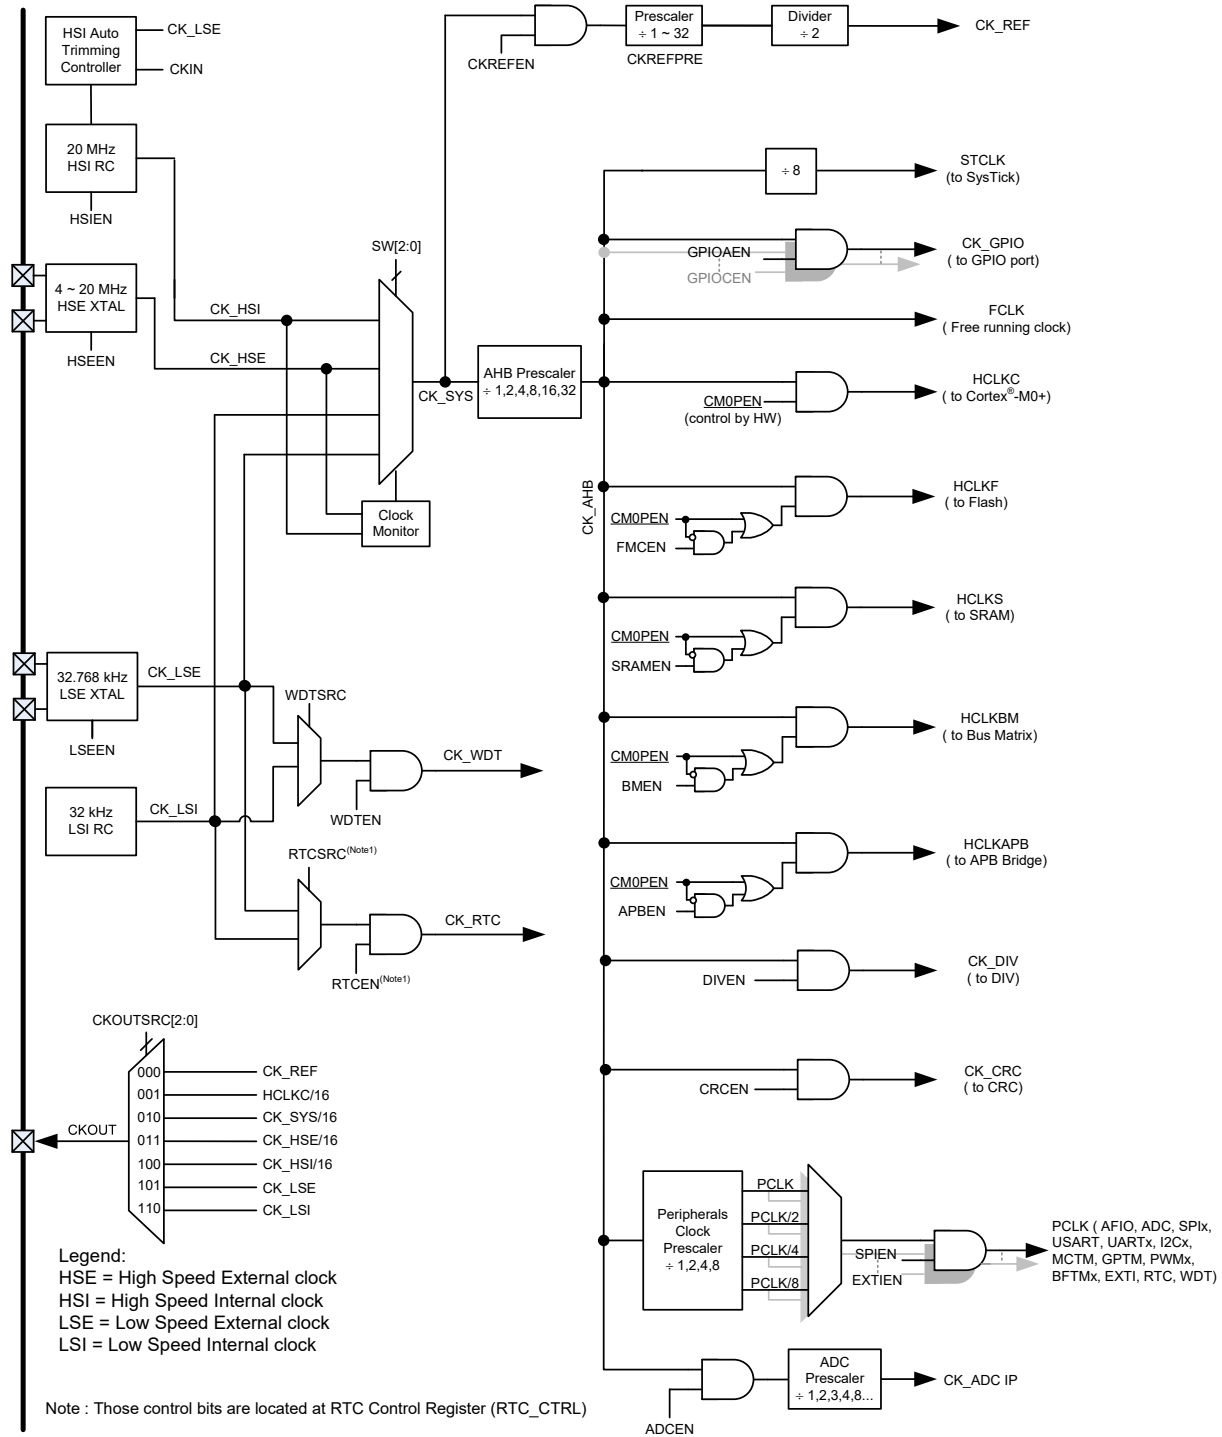 HSI Auto
Trimming
Controller
CK_LSE
CKIN
20 MHz
HSI RC
HSIEN
4 ~ 20 MHz
HSE XTAL
HSEEN
CK_HSI
CK_HSE
SW[2:0]
CK_SYS
Clock
Monitor
CKREFEN
Prescaler
÷ 1 ~ 32
CKREFPRE
Divider
÷ 2
CK_REF
AHB Prescaler
÷ 1,2,4,8,16,32
CK_AHB
÷ 8
STCLK
(to SysTick)
GPIOAEN
GPIOCEN
CK_GPIO
( to GPIO port)
FCLK
( Free running clock)
CM0PEN
(control by HW)
HCLKC
( to Cortex®-M0+)
CM0PEN
FMCEN
HCLKF
( to Flash)
CM0PEN
SRAMEN
HCLKS
( to SRAM)
CM0PEN
BMEN
HCLKBM
( to Bus Matrix)
CM0PEN
APBEN
HCLKAPB
( to APB Bridge)
DIVEN
CK_DIV
( to DIV)
CRCEN
CK_CRC
( to CRC)
32.768 kHz
LSE XTAL
LSEEN
CK_LSE
32 kHz
LSI RC
CK_LSI
WDTSRC
WDTEN
CK_WDT
RTCSRC(Note1)
RTCEN(Note1)
CK_RTC
CKOUTSRC[2:0]
CKOUT
000 CK_REF
001 HCLKC/16
010 CK_SYS/16
011 CK_HSE/16
100 CK_HSI/16
101 CK_LSE
110 CK_LSI
Peripherals
Clock
Prescaler
÷ 1,2,4,8
PCLK
PCLK/2
PCLK/4
PCLK/8
SPIEN
EXTIEN
PCLK ( AFIO, ADC, SPIx,
USART, UARTx, I2Cx,
MCTM, GPTM, PWMx,
BFTMx, EXTI, RTC, WDT)
ADCEN
ADC
Prescaler
÷ 1,2,3,4,8...
CK_ADC IP
Legend:
HSE = High Speed External clock
HSI = High Speed Internal clock
LSE = Low Speed External clock
LSI = Low Speed Internal clock
Note : Those control bits are located at RTC Control Register (RTC_CTRL)